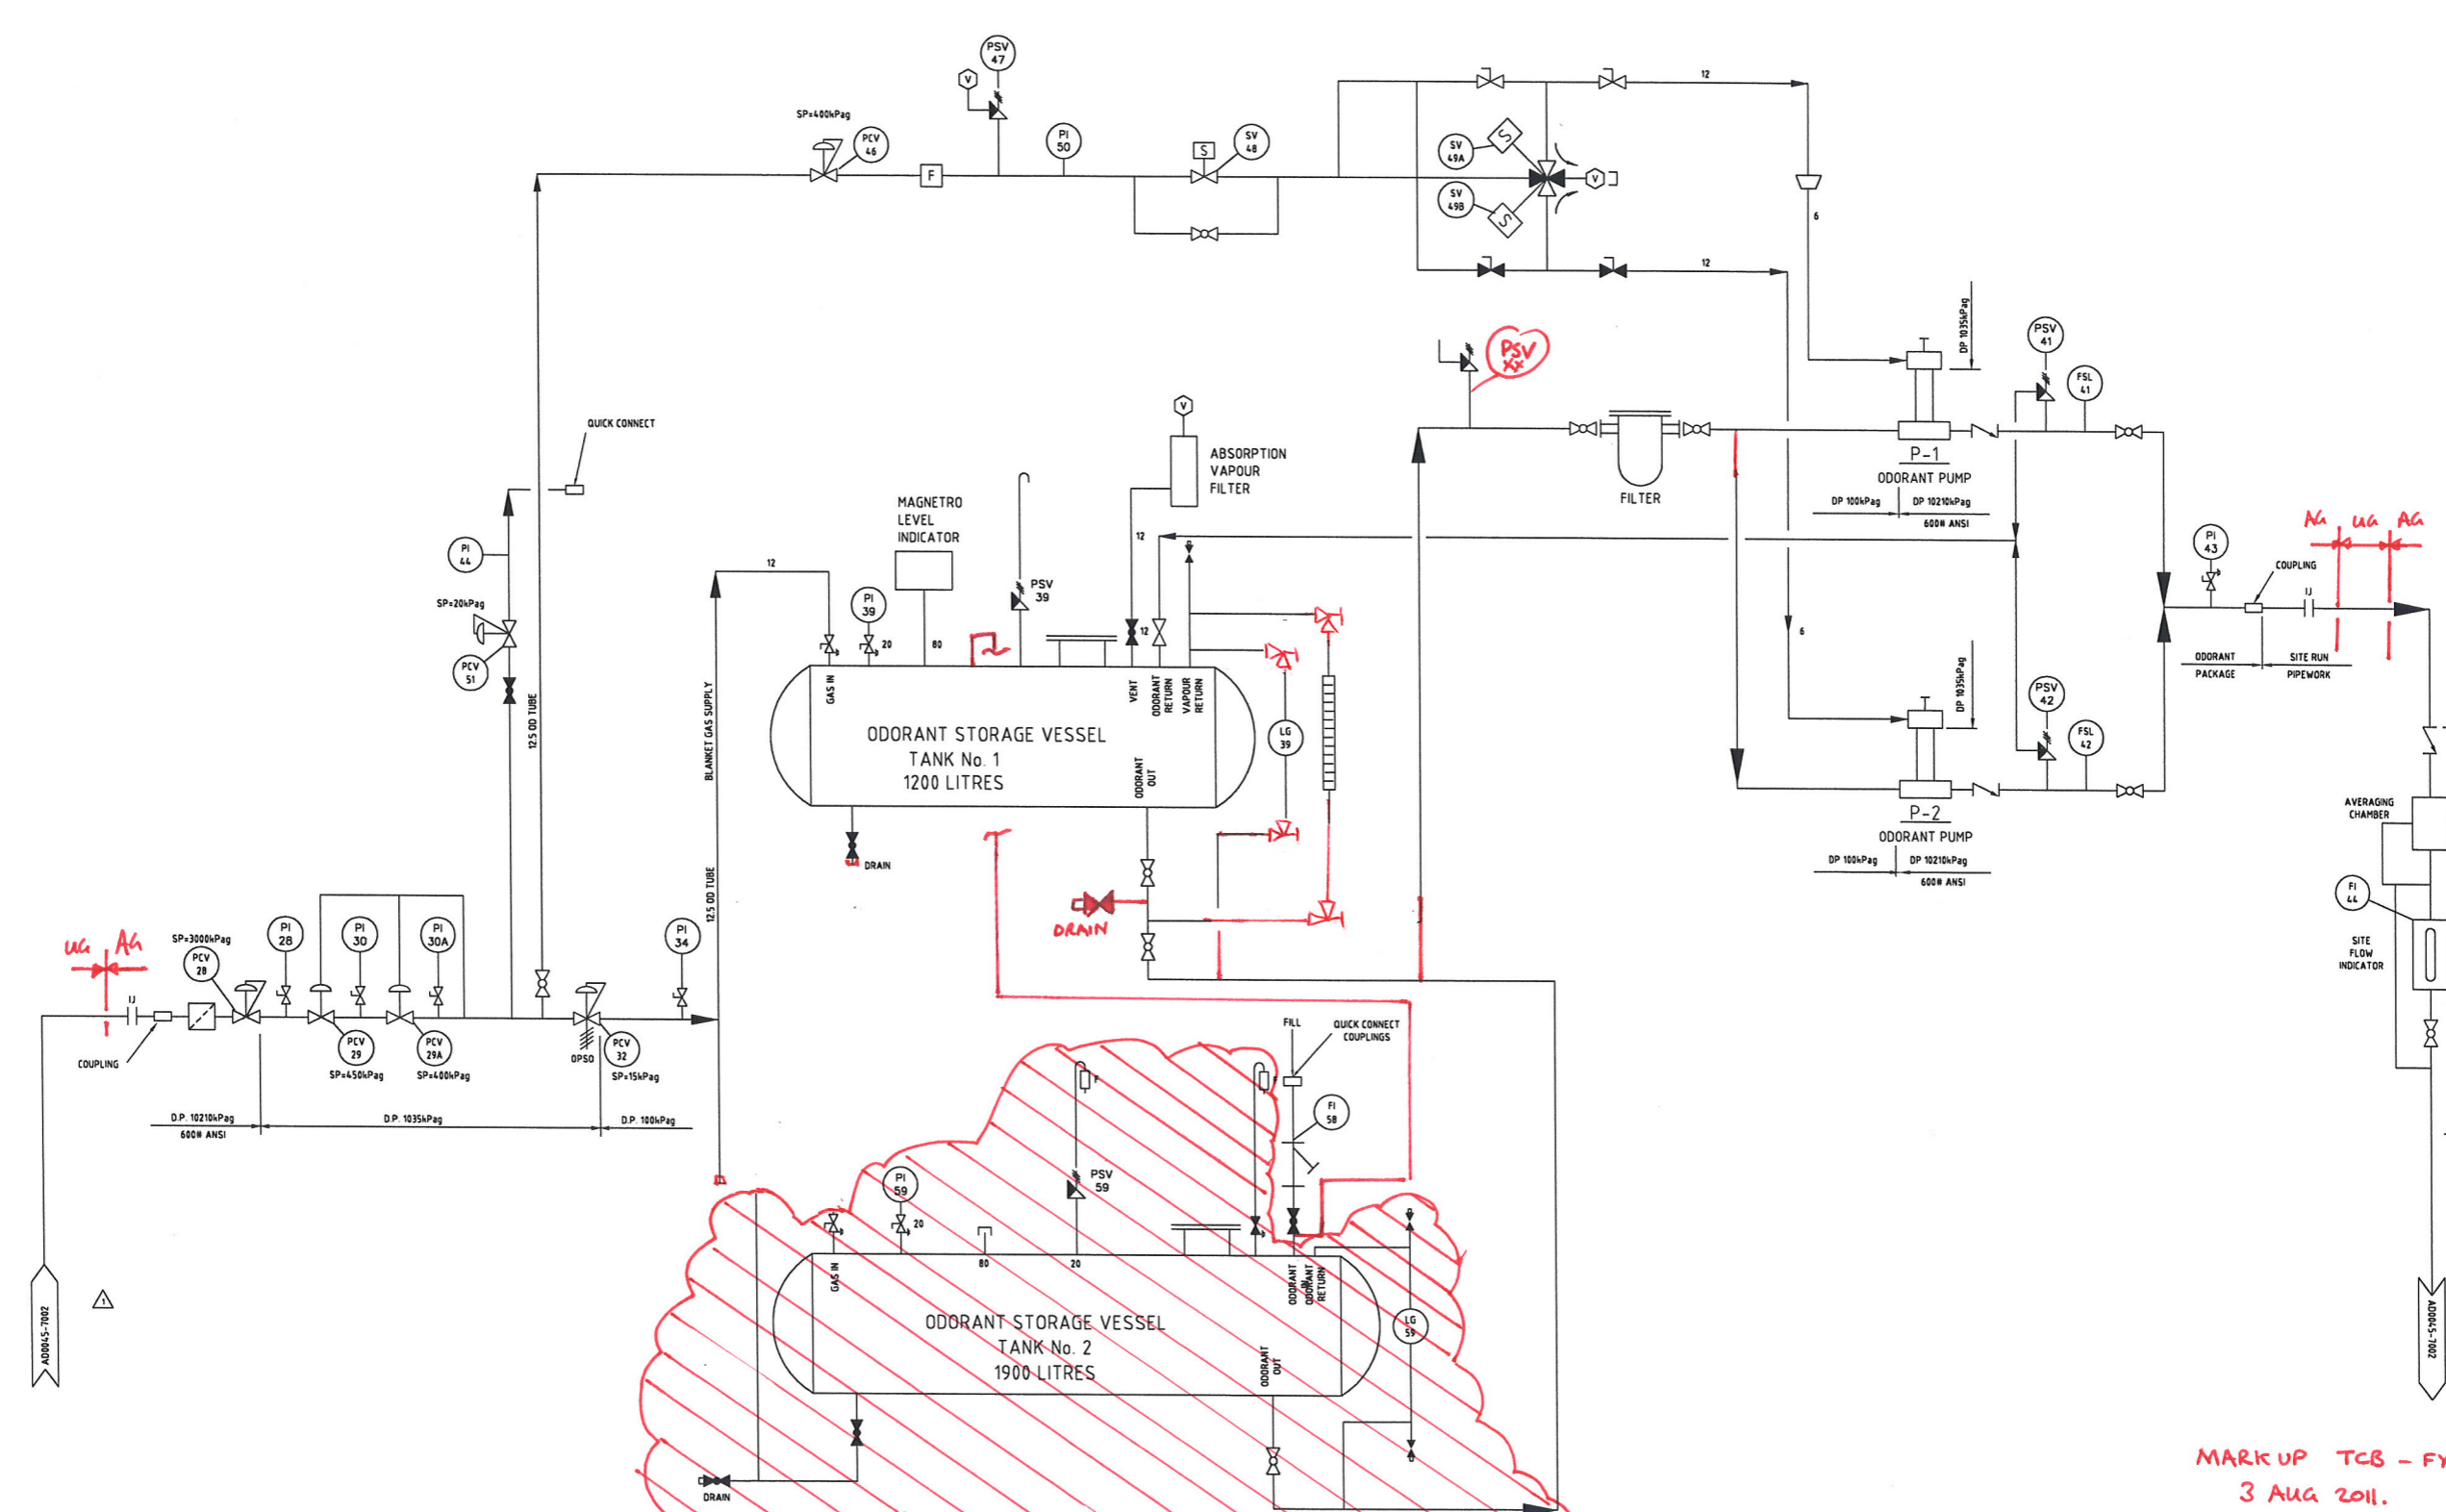 PSV
47
V
SP=400kPag
PCV
46
F
PI
50
S
SV
48
SV
49A
S
SV
49B
S
V
12
12
6
PSV
XX
DP 1035kPag
PSV
41
FSL
41
QUICK CONNECT
V
ABSORPTION
VAPOUR
FILTER
FILTER
P-1
ODORANT PUMP
DP 100kPag
DP 10210kPag
600# ANSI
MAGNETRO
LEVEL
INDICATOR
12
PI
44
SP=20kPag
PCV
51
12
PI
39
20
80
PSV
39
12
6
AG UG AG
PI
43
COUPLING
IJ
ODORANT
PACKAGE
SITE RUN
PIPEWORK
12.5 OD TUBE
BLANKET GAS SUPPLY
12.5 OD TUBE
GAS IN
VENT
ODORANT
RETURN
VAPOUR
RETURN
ODORANT STORAGE VESSEL
TANK No. 1
1200 LITRES
ODORANT
OUT
LG
39
DRAIN
DRAIN
DP 1035kPag
PSV
42
FSL
42
P-2
ODORANT PUMP
DP 100kPag
DP 10210kPag
600# ANSI
AVERAGING
CHAMBER
FI
44
SITE
FLOW
INDICATOR
UG AG
IJ
COUPLING
SP=3000kPag
PCV
28
PI
28
PI
30
PI
30A
PCV
29
SP=450kPag
PCV
29A
SP=400kPag
OPSO
PCV
32
SP=15kPag
PI
34
D.P. 10210kPag
600# ANSI
D.P. 1035kPag
D.P. 100kPag
FILL
QUICK CONNECT
COUPLINGS
F
F
FI
58
PI
59
20
PSV
59
80
20
GAS IN
ODORANT
IN
ODORANT
RETURN
ODORANT STORAGE VESSEL
TANK No. 2
1900 LITRES
ODORANT
OUT
LG
59
DRAIN
AD0045-7002
1
AD0045-7002
MARK UP TCB -
3 AUG 2011.